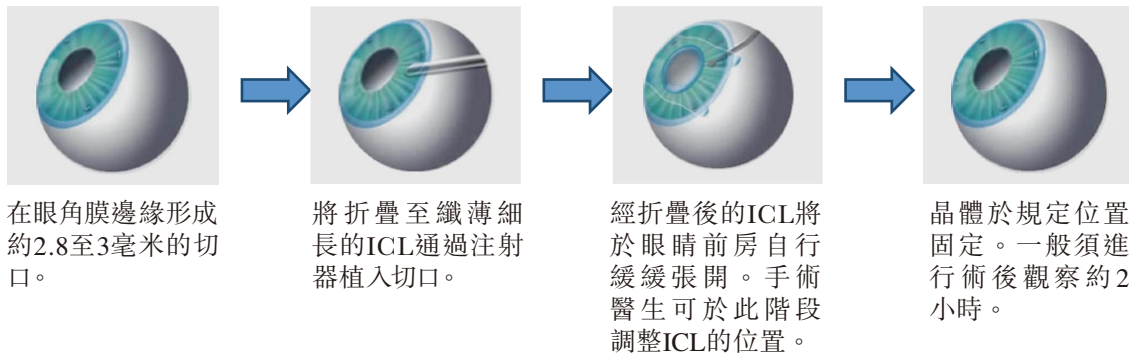 在眼角膜邊緣形成
約2.8至3毫米的切
口。
將折疊至纖薄細
長的ICL通過注射
器植入切口。
經折疊後的ICL將
於眼睛前房自行
緩緩張開。手術
醫生可於此階段
調整ICL的位置。
晶體於規定位置
固定。一般須進
行術後觀察約2
小時。